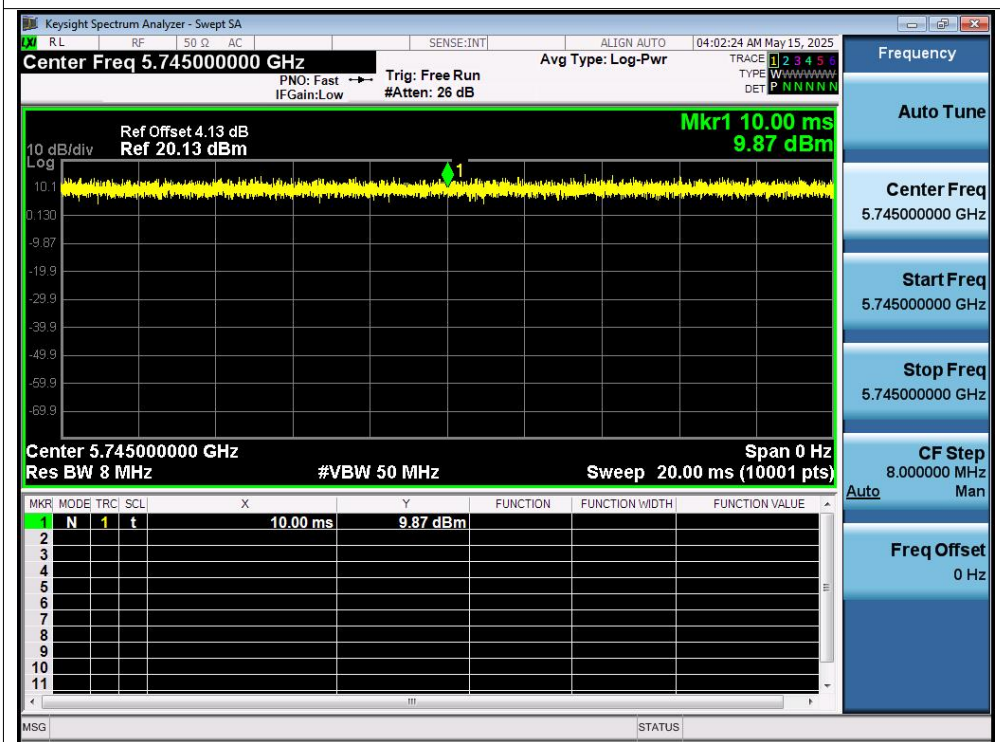 Keysight Spectrum Analyzer - Swept SA
LXI RL RF 50 Ω AC SENSE:INT ALIGN AUTO 04:02:24 AM May 15, 2025
Center Freq 5.745000000 GHz
PNO: Fast
IFGain:Low
Trig: Free Run
#Atten: 26 dB
Avg Type: Log-Pwr
TRACE 1 2 3 4 5 6
TYPE WWWWWW
DET P N N N N N
Mkr1 10.00 ms
9.87 dBm
Ref Offset 4.13 dB
10 dB/div Ref 20.13 dBm
Log
1
10.1
0.130
-9.87
-19.9
-29.9
-39.9
-49.9
-59.9
-69.9
Center 5.745000000 GHz Span 0 Hz
Res BW 8 MHz #VBW 50 MHz Sweep 20.00 ms (10001 pts)
MKR MODE TRC SCL X Y FUNCTION FUNCTION WIDTH FUNCTION VALUE
1 N 1 t 10.00 ms 9.87 dBm
2
3
4
5
6
7
8
9
10
11
MSG STATUS
Frequency
Auto Tune
Center Freq
5.745000000 GHz
Start Freq
5.745000000 GHz
Stop Freq
5.745000000 GHz
CF Step
8.000000 MHz
Auto Man
Freq Offset
0 Hz